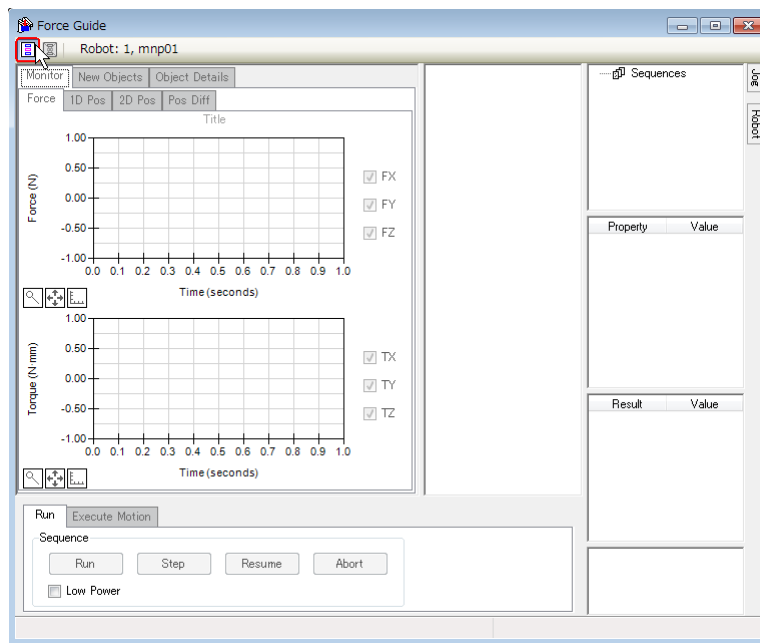 Force Guide
Robot: 1, mnp01
Monitor New Objects Object Details
Force 1D Pos 2D Pos Pos Diff
Title
1.00
0.50
0.00
-0.50
-1.00
Force (N)
0.0 0.1 0.2 0.3 0.4 0.5 0.6 0.7 0.8 0.9 1.0
Time (seconds)
FX
FY
FZ
1.00
0.50
0.00
-0.50
-1.00
Torque (N·mm)
0.0 0.1 0.2 0.3 0.4 0.5 0.6 0.7 0.8 0.9 1.0
Time (seconds)
TX
TY
TZ
Run Execute Motion
Sequence
Run Step Resume Abort
Low Power
Sequences
Property Value
Result Value
Jog
Robot